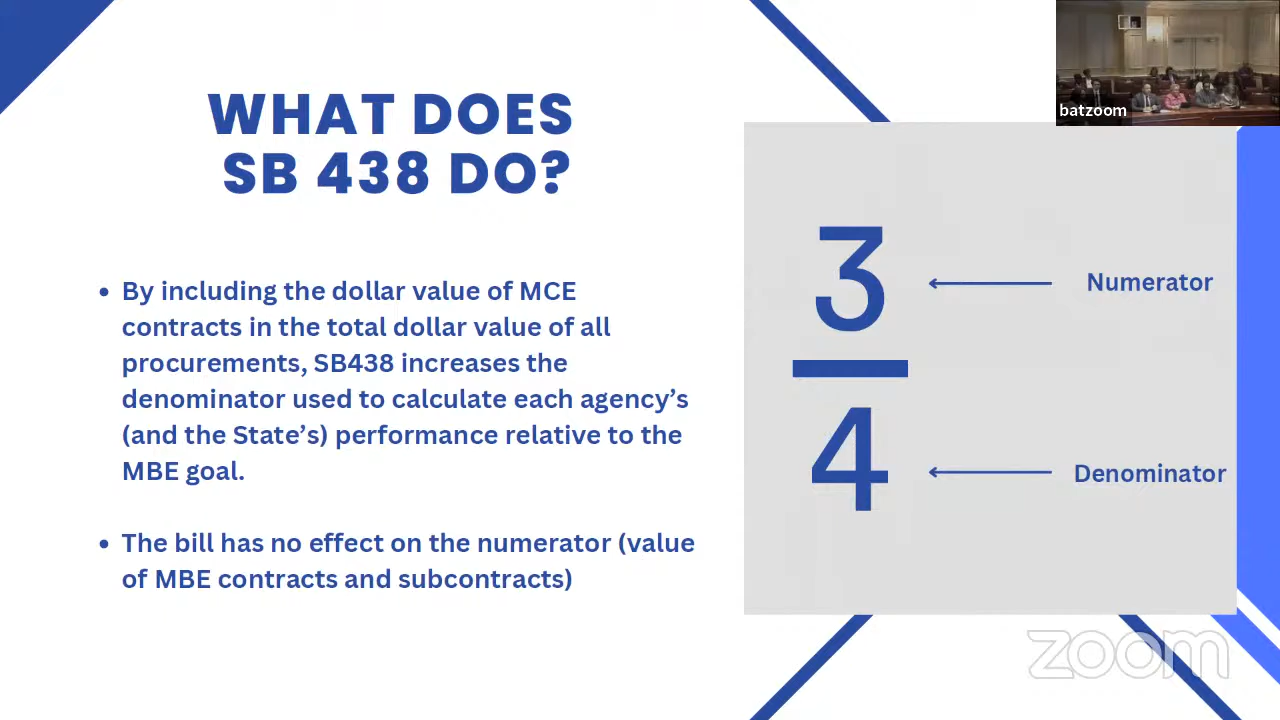 WHAT DOES
SB 438 DO?
By including the dollar value of MCE
contracts in the total dollar value of all
procurements, SB438 increases the
denominator used to calculate each agency’s
(and the State’s) performance relative to the
MBE goal.
The bill has no effect on the numerator (value
of MBE contracts and subcontracts)
3
Numerator
4
Denominator
batzoom
zoom